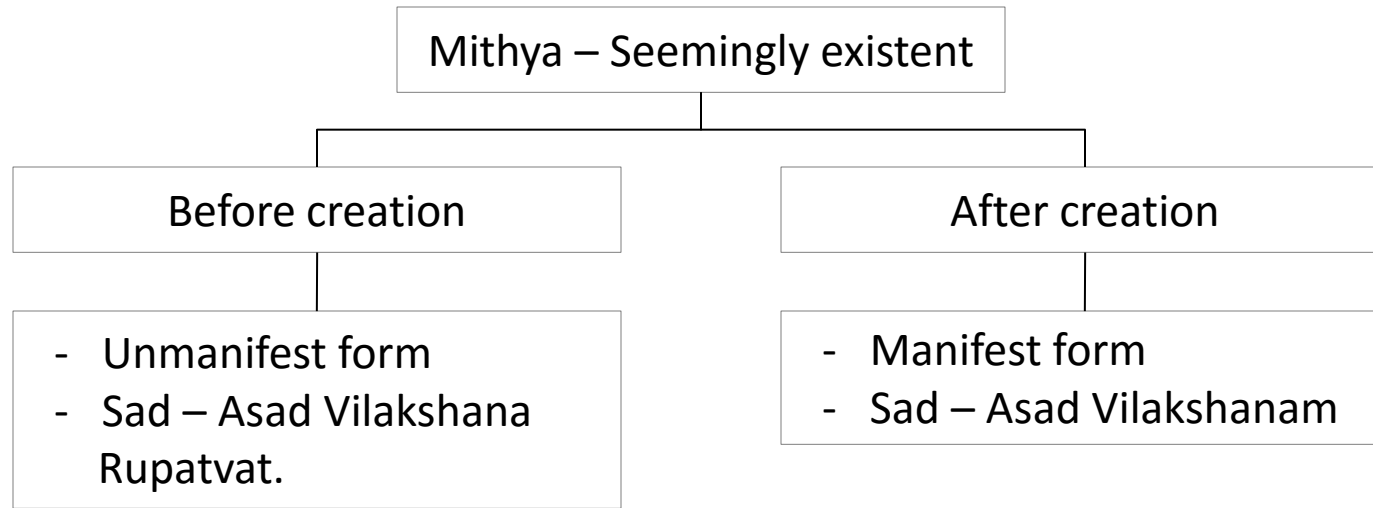 Mithya – Seemingly existent
Before creation
After creation
- Unmanifest form
- Sad – Asad Vilakshana
Rupatvat.
- Manifest form
- Sad – Asad Vilakshanam